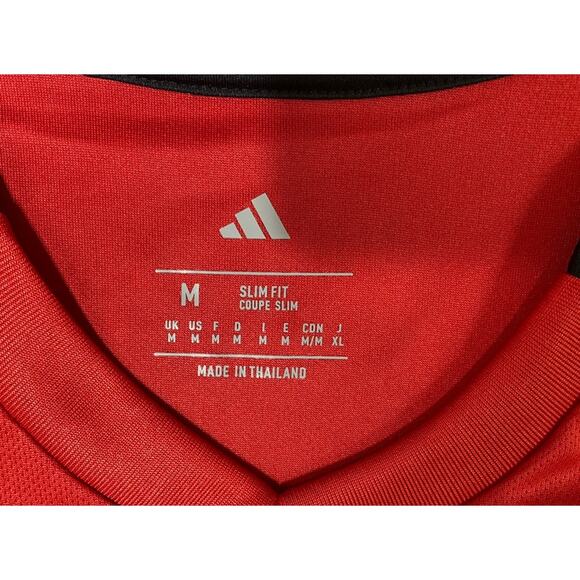 M
SLIM FIT
COUPE SLIM
UK US F D I E CON J
M M M M M M M/M XL
MADE IN THAILAND